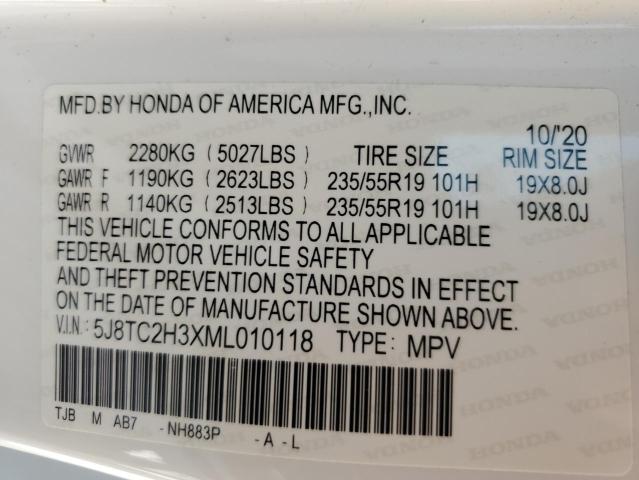 MFD.BY HONDA OF AMERICA MFG.,INC.
10/'20
GVWR 2280KG (5027LBS) TIRE SIZE RIM SIZE
GAWR F 1190KG (2623LBS) 235/55R19 101H 19X8.0J
GAWR R 1140KG (2513LBS) 235/55R19 101H 19X8.0J
THIS VEHICLE CONFORMS TO ALL APPLICABLE
FEDERAL MOTOR VEHICLE SAFETY
AND THEFT PREVENTION STANDARDS IN EFFECT
ON THE DATE OF MANUFACTURE SHOWN ABOVE.
V.I.N: 5J8TC2H3XML010118 TYPE: MPV
TJB M AB7 -NH883P -A-L